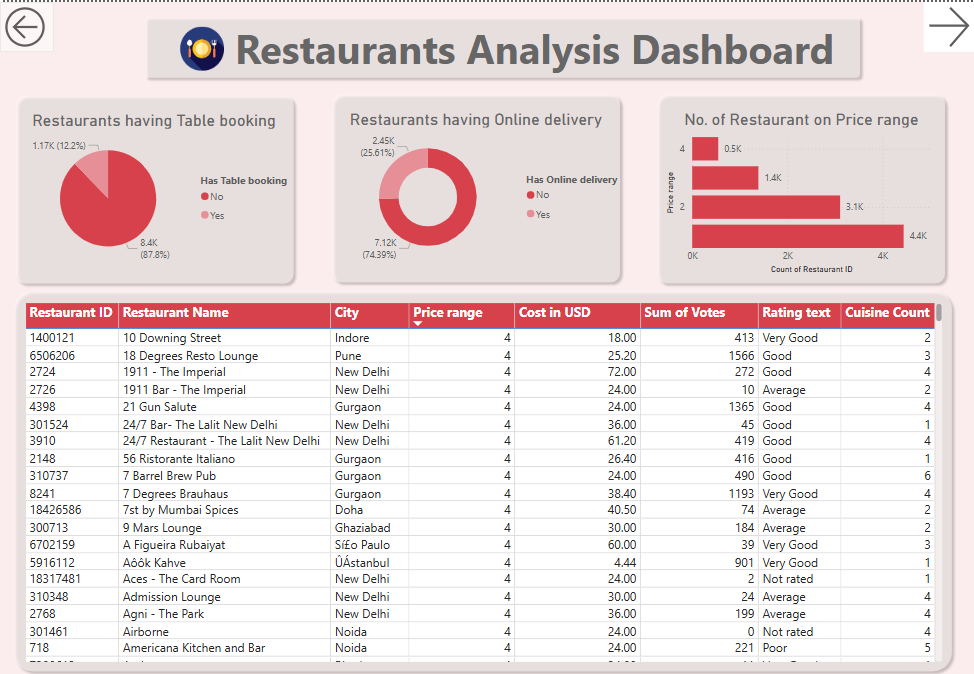 Restaurants Analysis Dashboard
Restaurants having Table booking
1.17K (12.2%)
8.4K
(87.8%)
Has Table booking
No
Yes
Restaurants having Online delivery
2.45K
(25.61%)
7.12K
(74.39%)
Has Online delivery
No
Yes
No. of Restaurant on Price range
Price range
4
0.5K
1.4K
2
3.1K
4.4K
0K 2K 4K
Count of Restaurant ID
Restaurant ID Restaurant Name City Price range Cost in USD Sum of Votes Rating text Cuisine Count
1400121 10 Downing Street Indore 4 18.00 413 Very Good 2
6506206 18 Degrees Resto Lounge Pune 4 25.20 1566 Good 3
2724 1911 - The Imperial New Delhi 4 72.00 272 Good 4
2726 1911 Bar - The Imperial New Delhi 4 24.00 10 Average 2
4398 21 Gun Salute Gurgaon 4 24.00 1365 Good 4
301524 24/7 Bar- The Lalit New Delhi New Delhi 4 36.00 45 Good 1
3910 24/7 Restaurant - The Lalit New Delhi New Delhi 4 61.20 419 Good 4
2148 56 Ristorante Italiano Gurgaon 4 26.40 416 Good 1
310737 7 Barrel Brew Pub Gurgaon 4 24.00 490 Good 6
8241 7 Degrees Brauhaus Gurgaon 4 38.40 1193 Very Good 4
18426586 7st by Mumbai Spices Doha 4 40.50 74 Average 2
300713 9 Mars Lounge Ghaziabad 4 30.00 184 Average 2
6702159 A Figueira Rubaiyat Sí£o Paulo 4 60.00 39 Very Good 3
5916112 Aôôk Kahve ÛÁstanbul 4 4.44 901 Very Good 1
18317481 Aces - The Card Room New Delhi 4 24.00 2 Not rated 1
310348 Admission Lounge New Delhi 4 30.00 24 Average 4
2768 Agni - The Park New Delhi 4 36.00 199 Average 4
301461 Airborne Noida 4 24.00 0 Not rated 4
718 Americana Kitchen and Bar Noida 4 24.00 221 Poor 5